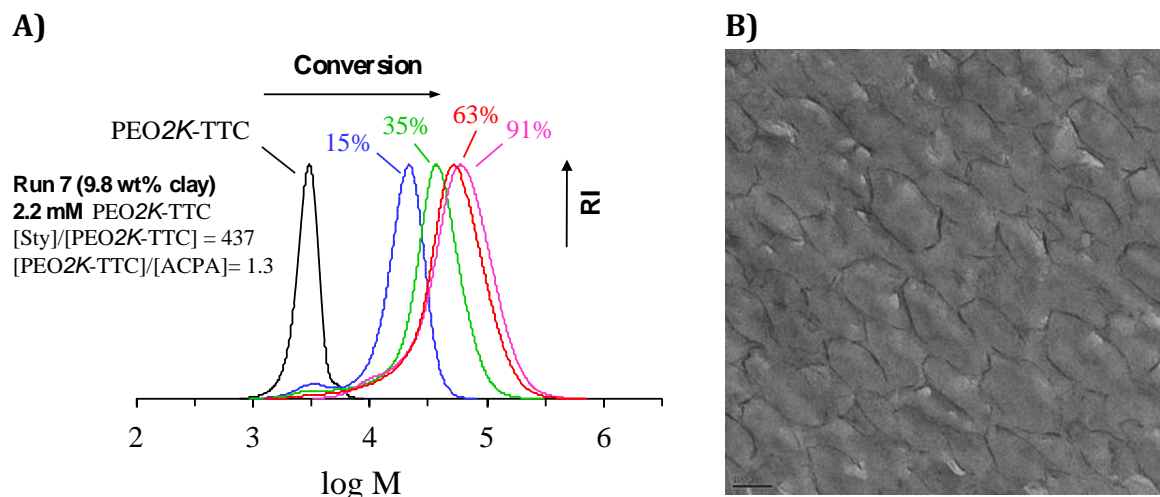 A)
B)
Conversion
PEO2K-TTC
15%
35%
63%
91%
Run 7 (9.8 wt% clay)
2.2 mM PEO2K-TTC
[Sty]/[PEO2K-TTC] = 437
[PEO2K-TTC]/[ACPA]= 1.3
RI
2 3 4 5 6
log M